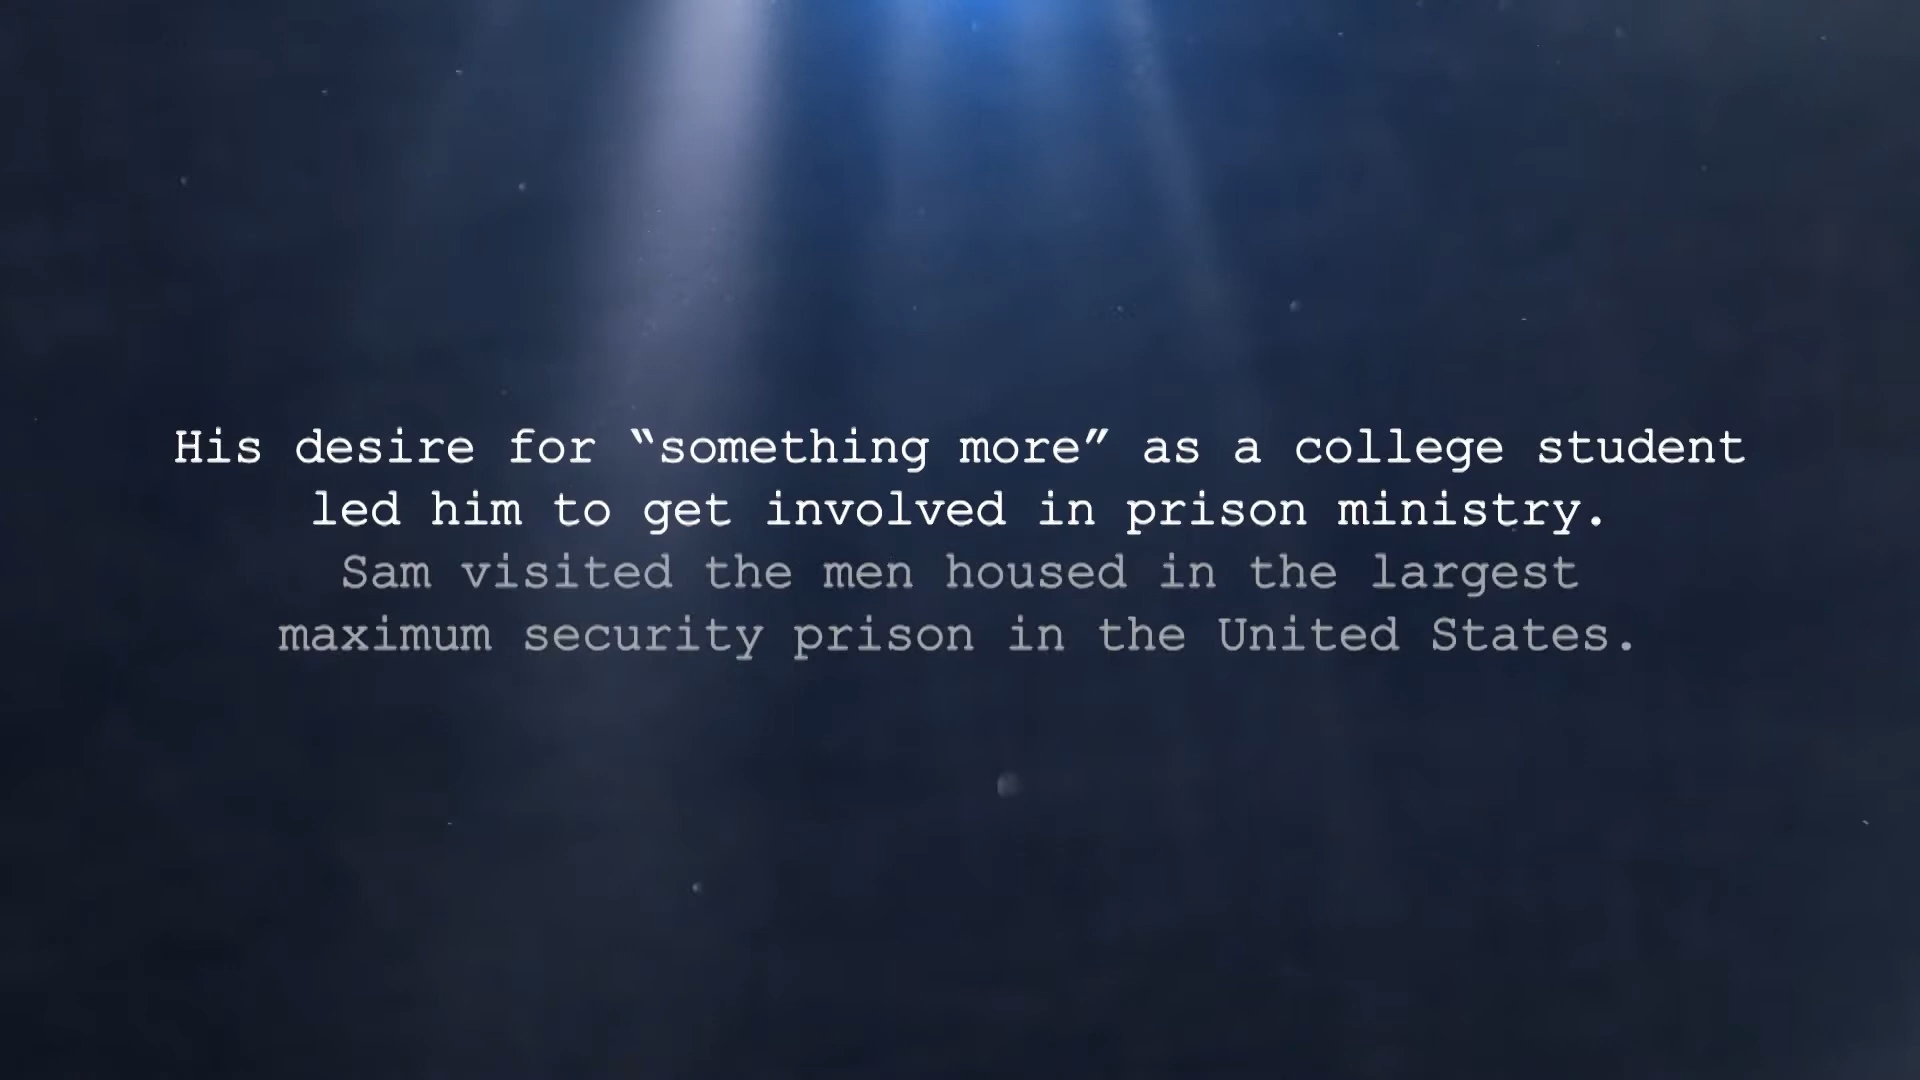 His desire for “something more” as a college student
led him to get involved in prison ministry.
Sam visited the men housed in the largest
maximum security prison in the United States.